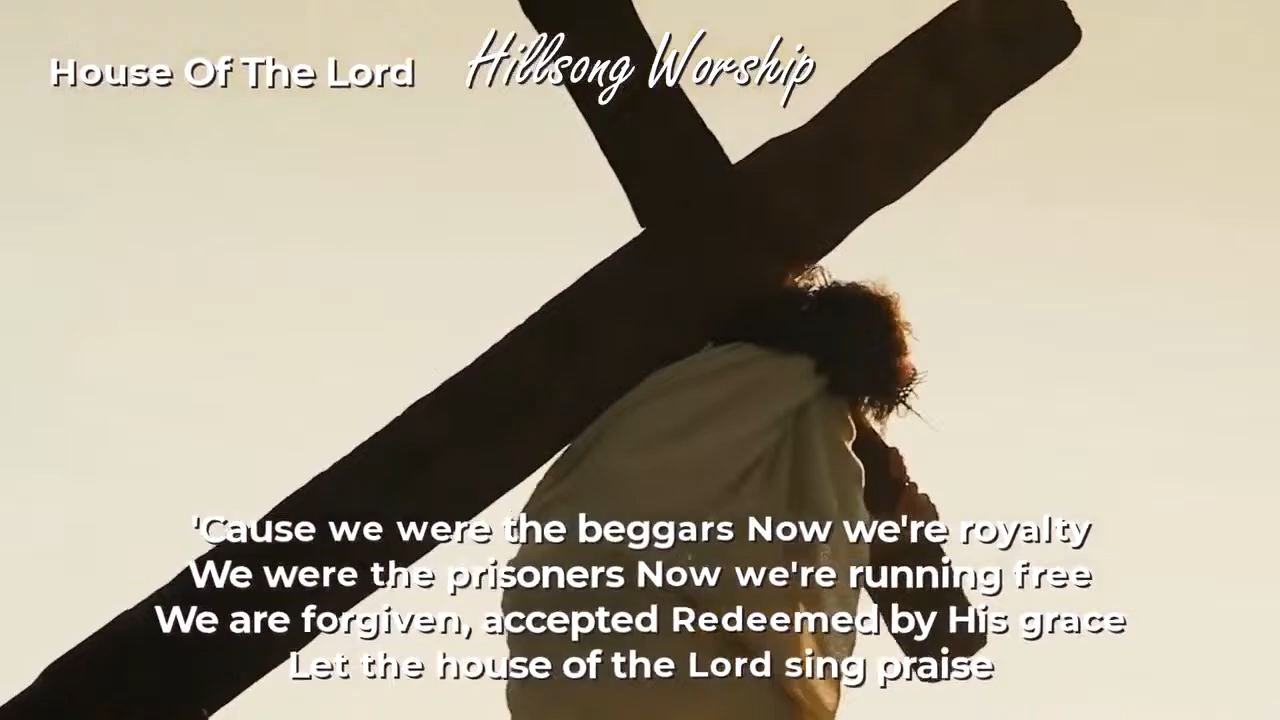 House Of The Lord Hillsong Worship
'Cause we were the beggars Now we're royalty
We were the prisoners Now we're running free
We are forgiven, accepted Redeemed by His grace
Let the house of the Lord sing praise